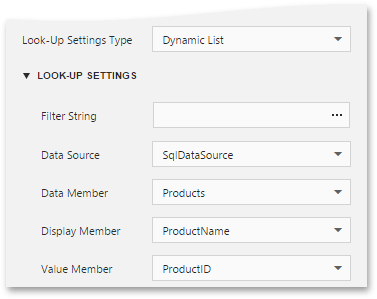 Look-Up Settings Type Dynamic List
LOOK-UP SETTINGS
Filter String ...
Data Source SqlDataSource
Data Member Products
Display Member ProductName
Value Member ProductID